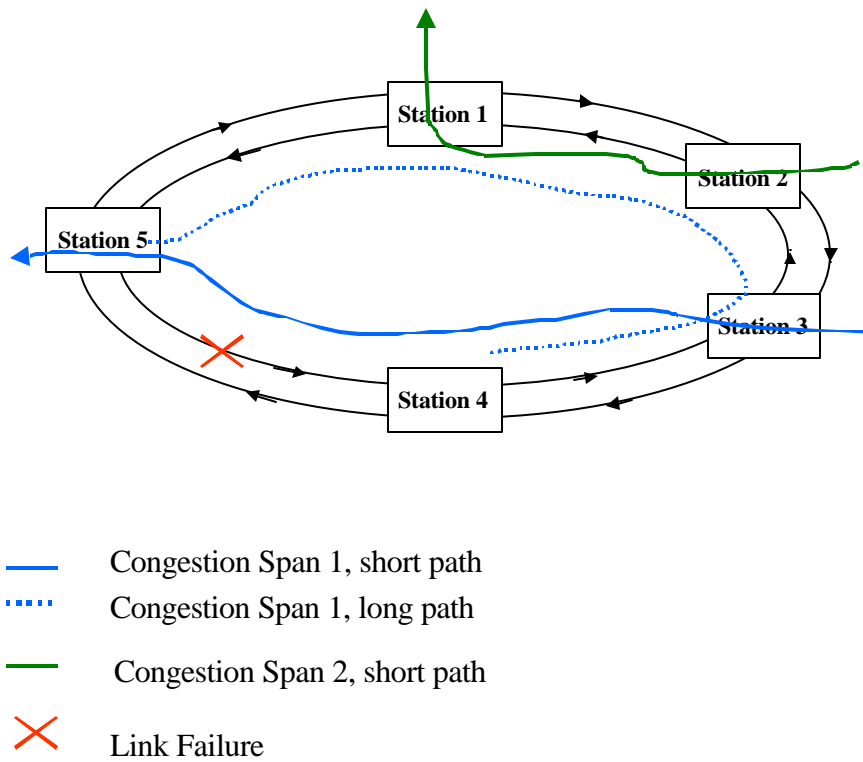 Station 1
Station 2
Station 5
Station 3
Station 4
Congestion Span 1, short path
Congestion Span 1, long path
Congestion Span 2, short path
Link Failure